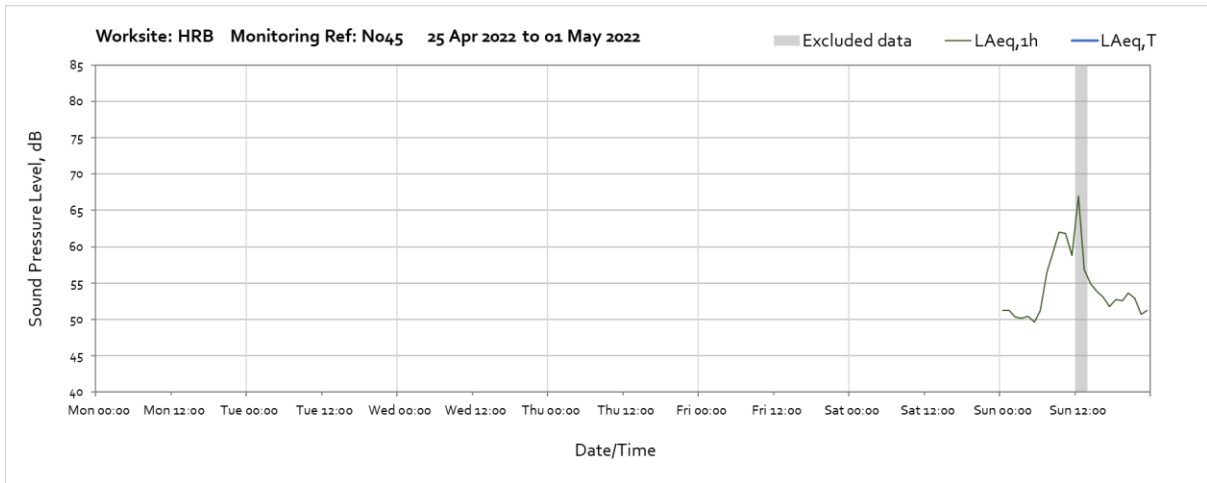 Worksite: HRB Monitoring Ref: N045 25 Apr 2022 to 01 May 2022
Excluded data LAeq,1h LAeq,T
85
80
75
70
65
60
55
50
45
40
Sound Pressure Level, dB
Mon 00:00 Mon 12:00 Tue 00:00 Tue 12:00 Wed 00:00 Wed 12:00 Thu 00:00 Thu 12:00 Fri 00:00 Fri 12:00 Sat 00:00 Sat 12:00 Sun 00:00 Sun 12:00
Date/Time